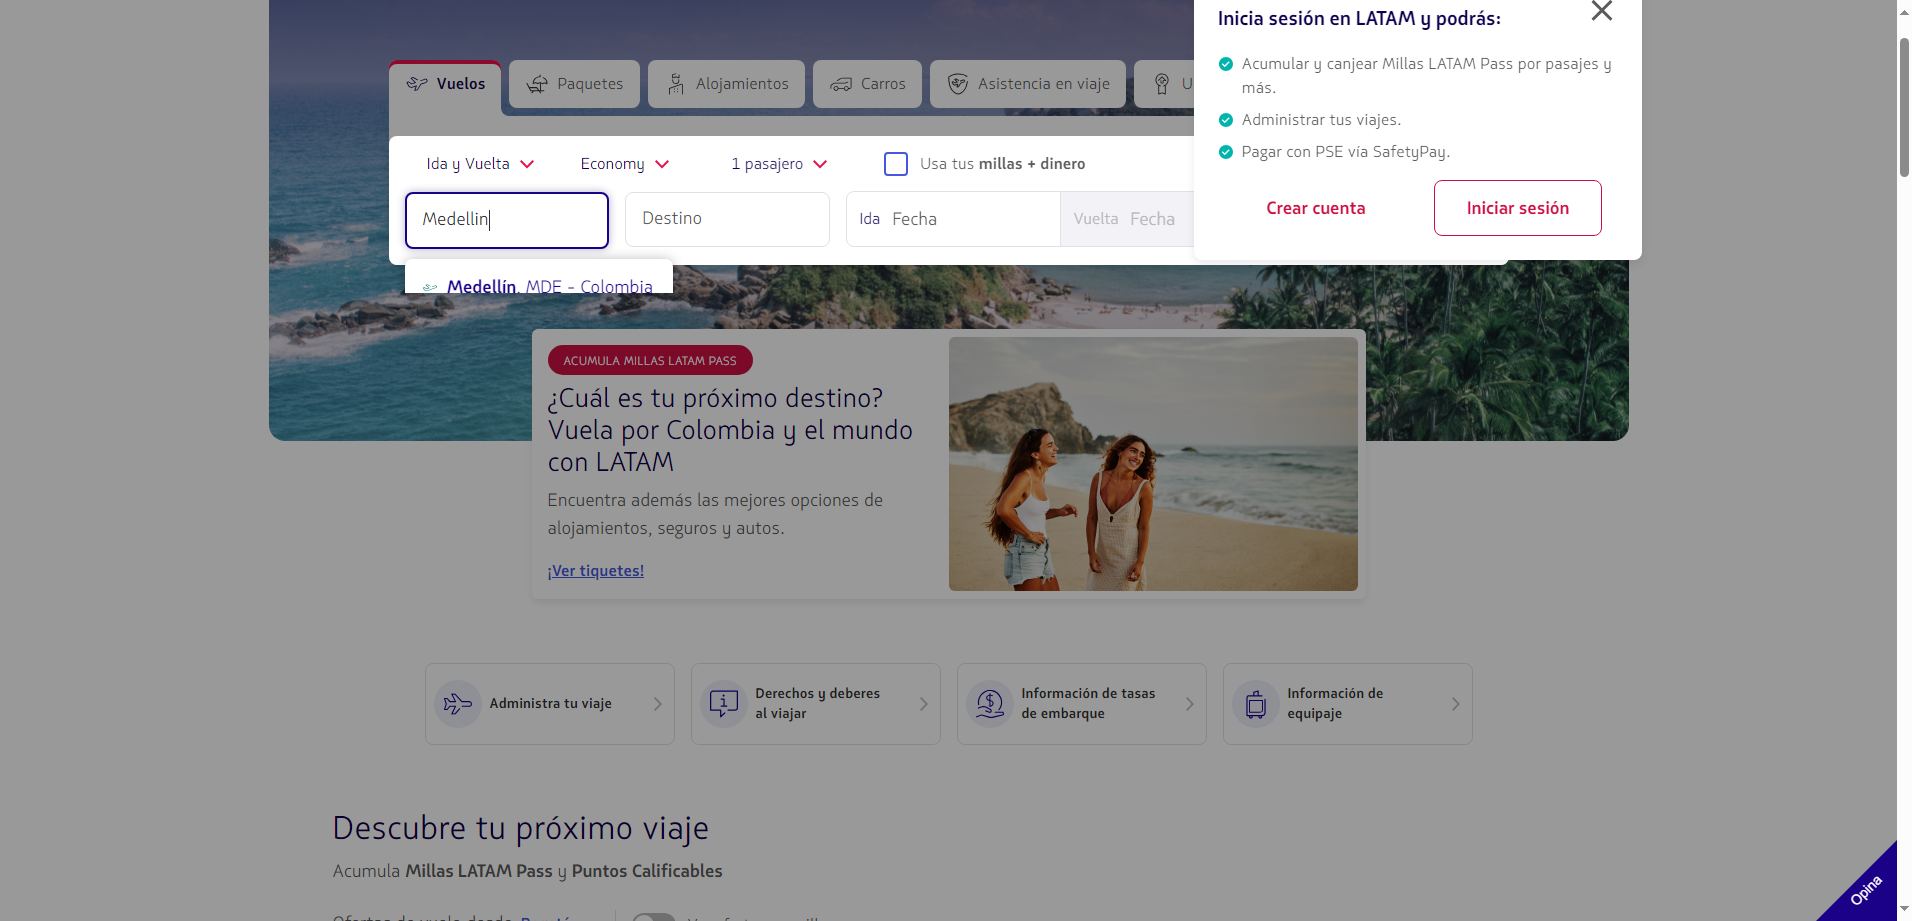 Inicia sesión en LATAM y podrás:
Acumular y canjear Millas LATAM Pass por pasajes y
más.
Administrar tus viajes.
Pagar con PSE vía SafetyPay.
Crear cuenta
Iniciar sesión
Vuelos
Paquetes
Alojamientos
Carros
Asistencia en viaje
U
Ida y Vuelta
Economy
1 pasajero
Usa tus millas + dinero
Medellin
Destino
Ida Fecha
Vuelta Fecha
Medellín, MDE - Colombia
ACUMULA MILLAS LATAM PASS
¿Cuál es tu próximo destino?
Vuela por Colombia y el mundo
con LATAM
Encuentra además las mejores opciones de
alojamientos, seguros y autos.
¡Ver tiquetes!
Administra tu viaje
Derechos y deberes
al viajar
Información de tasas
de embarque
Información de
equipaje
Descubre tu próximo viaje
Acumula Millas LATAM Pass y Puntos Calificables
Ofertas de vuelo desde
Opina